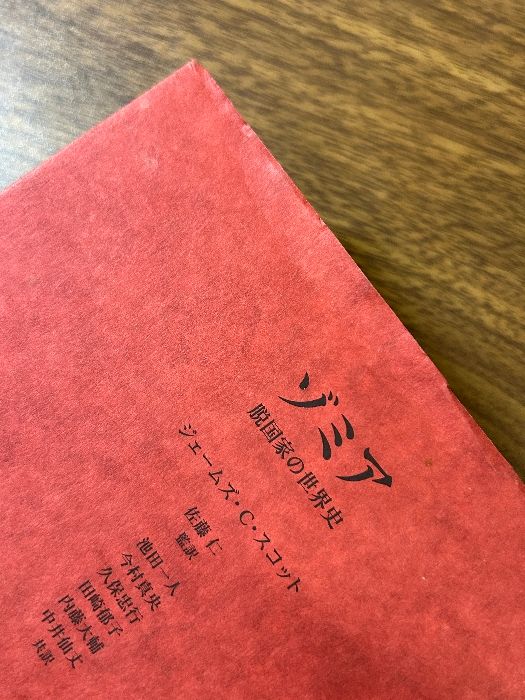 ゾミア
脱国家の世界史
ジェームズ・C・スコット
佐藤 仁
監訳
池田一人
今村真央
久保忠行
田崎郁子
内藤大輔
中井仙丈
共訳